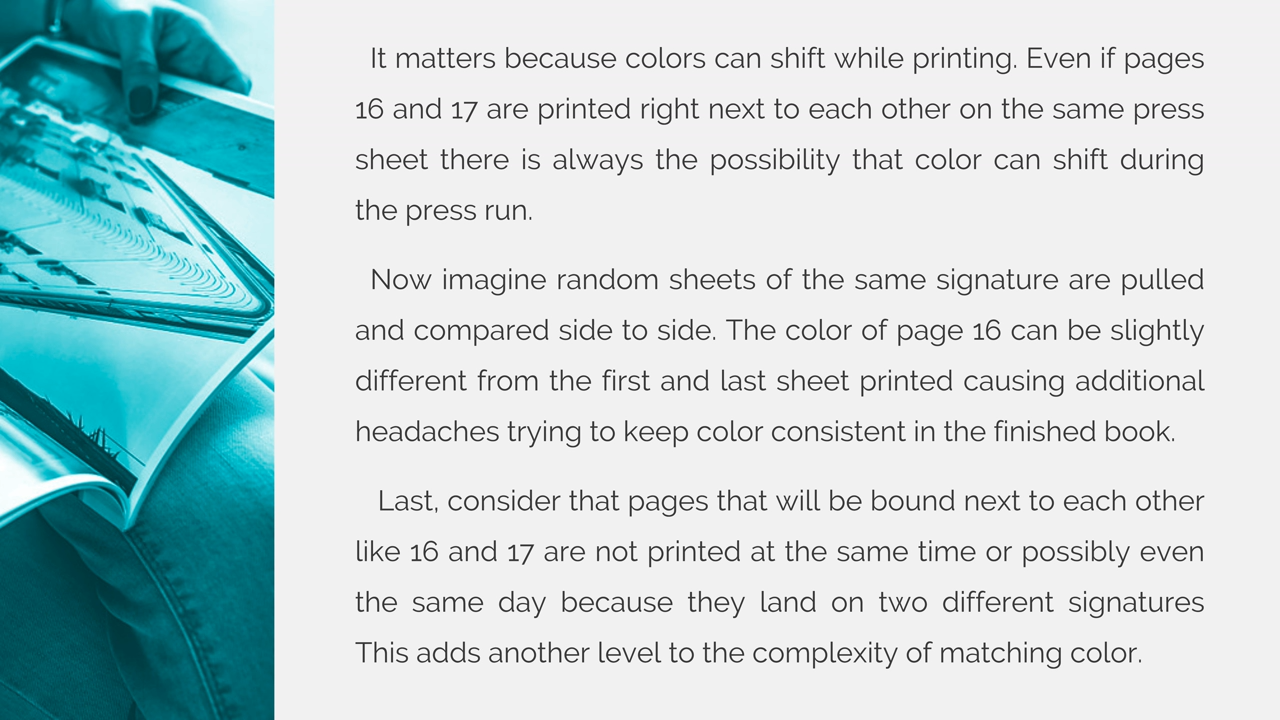 It matters because colors can shift while printing. Even if pages
16 and 17 are printed right next to each other on the same press
sheet there is always the possibility that color can shift during
the press run.
Now imagine random sheets of the same signature are pulled
and compared side to side. The color of page 16 can be slightly
different from the first and last sheet printed causing additional
headaches trying to keep color consistent in the finished book.
Last, consider that pages that will be bound next to each other
like 16 and 17 are not printed at the same time or possibly even
the same day because they land on two different signatures
This adds another level to the complexity of matching color.